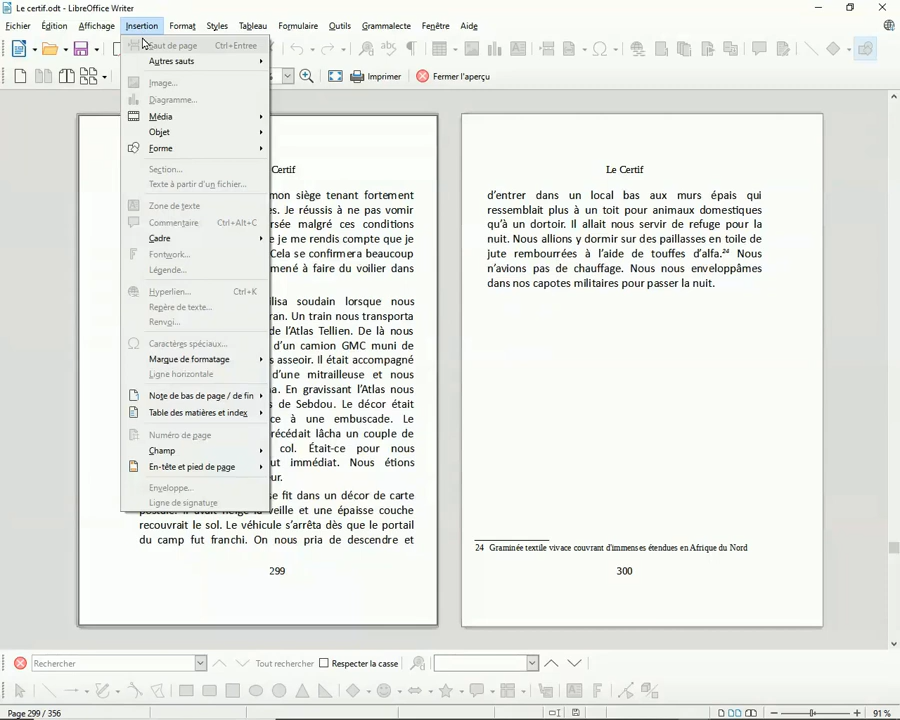 Le certif.odt - LibreOffice Writer
Fichier Édition Affichage Insertion Format Styles Tableau Formulaire Outils Grammalecte Fenêtre Aide
Saut de page Ctrl+Entree
Autres sauts
Image...
Diagramme...
Média
Objet
Forme
Section...
Texte à partir d'un fichier...
Zone de texte
Commentaire Ctrl+Alt+C
Cadre
Fontwork...
Légende...
Hyperlien... Ctrl+K
Repère de texte...
Renvoi...
Caractères spéciaux...
Marque de formatage
Ligne horizontale
Note de bas de page / de fin
Table des matières et index
Numéro de page
Champ
En-tête et pied de page
Enveloppe...
Ligne de signature
Imprimer Fermer l'aperçu
Certif
mon siège tenant fortement
es. Je réussis à ne pas vomir
rsée malgré ces conditions
e je me rendis compte que je
Cela se confirmera beaucoup
mené à faire du voilier dans
lisa soudain lorsque nous
ran. Un train nous transporta
de l'Atlas Tellien. De là nous
d'un camion GMC muni de
s asseoir. Il était accompagné
d'une mitrailleuse et nous
a. En gravissant l'Atlas nous
s de Sebdou. Le décor était
ce à une embuscade. Le
récédait lâcha un couple de
col. Était-ce pour nous
ut immédiat. Nous étions
ur.
se fit dans un décor de carte
postale. Il avait neigé la veille et une épaisse couche
recouvrait le sol. Le véhicule s'arrêta dès que le portail
du camp fut franchi. On nous pria de descendre et
299
Le Certif
d'entrer dans un local bas aux murs épais qui
ressemblait plus à un toit pour animaux domestiques
qu'à un dortoir. Il allait nous servir de refuge pour la
nuit. Nous allions y dormir sur des paillasses en toile de
jute rembourrées à l'aide de touffes d'alfa.²⁴ Nous
n'avions pas de chauffage. Nous nous enveloppâmes
dans nos capotes militaires pour passer la nuit.
24 Graminée textile vivace couvrant d'immenses étendues en Afrique du Nord
300
Rechercher Tout rechercher Respecter la casse
Page 299 / 356 91 %